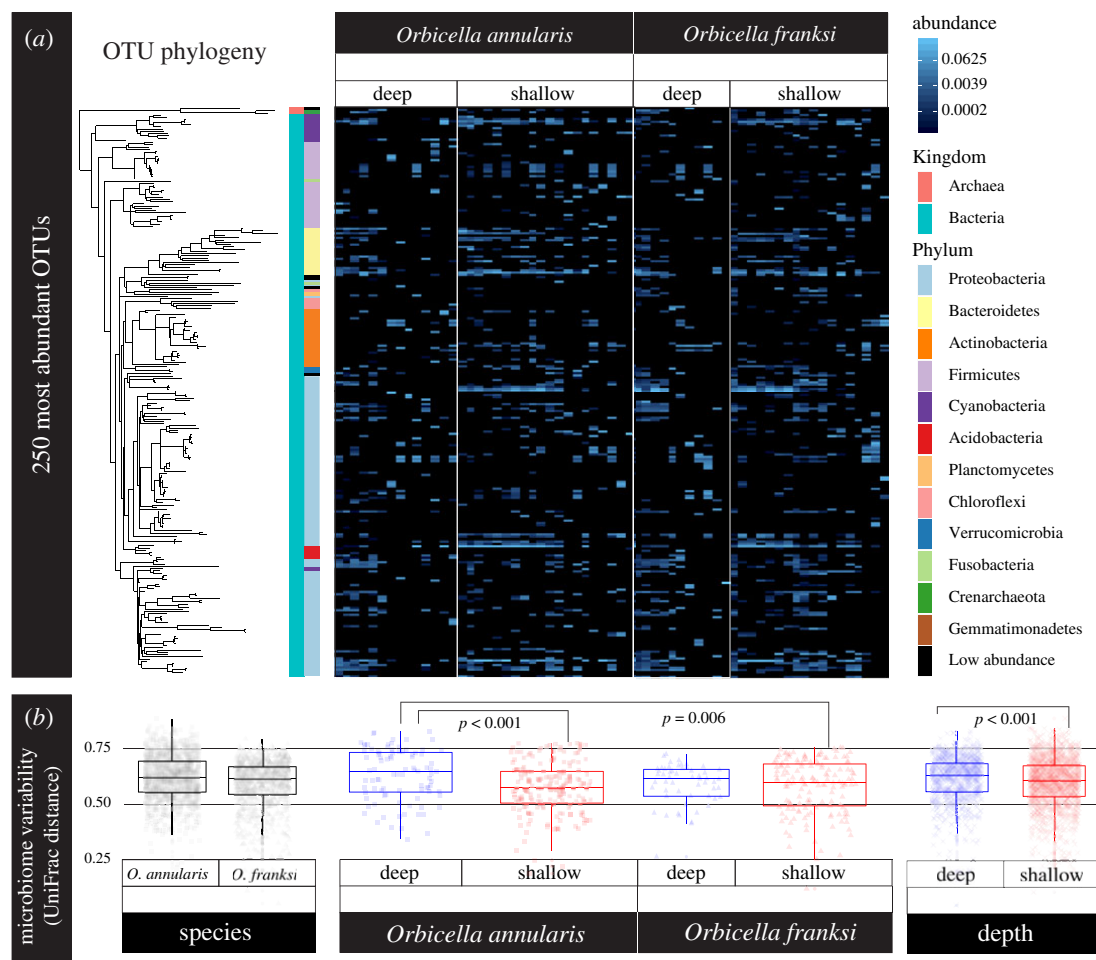 (a)
OTU phylogeny
250 most abundant OTUs
Orbicella annularis
Orbicella franksi
deep
shallow
deep
shallow
abundance
0.0625
0.0039
0.0002
Kingdom
Archaea
Bacteria
Phylum
Proteobacteria
Bacteroidetes
Actinobacteria
Firmicutes
Cyanobacteria
Acidobacteria
Planctomycetes
Chloroflexi
Verrucomicrobia
Fusobacteria
Crenarchaeota
Gemmatimonadetes
Low abundance
(b)
microbiome variability
(UniFrac distance)
0.75
0.50
0.25
p < 0.001
p = 0.006
p < 0.001
O. annularis
O. franksi
species
deep
shallow
deep
shallow
Orbicella annularis
Orbicella franksi
deep
shallow
depth